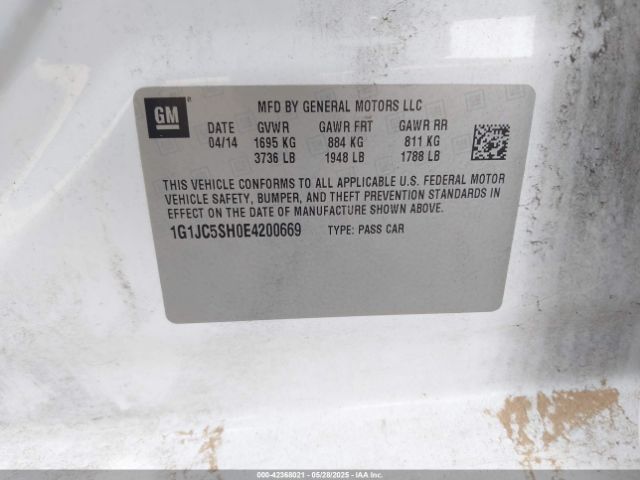 GM
MFD BY GENERAL MOTORS LLC
DATE GVWR GAWR FRT GAWR RR
04/14 1695 KG 884 KG 811 KG
3736 LB 1948 LB 1788 LB
THIS VEHICLE CONFORMS TO ALL APPLICABLE U.S. FEDERAL MOTOR
VEHICLE SAFETY, BUMPER, AND THEFT PREVENTION STANDARDS IN
EFFECT ON THE DATE OF MANUFACTURE SHOWN ABOVE.
1G1JC5SH0E4200669 TYPE: PASS CAR
000-42368021 - 05/28/2025 - IAAI.com